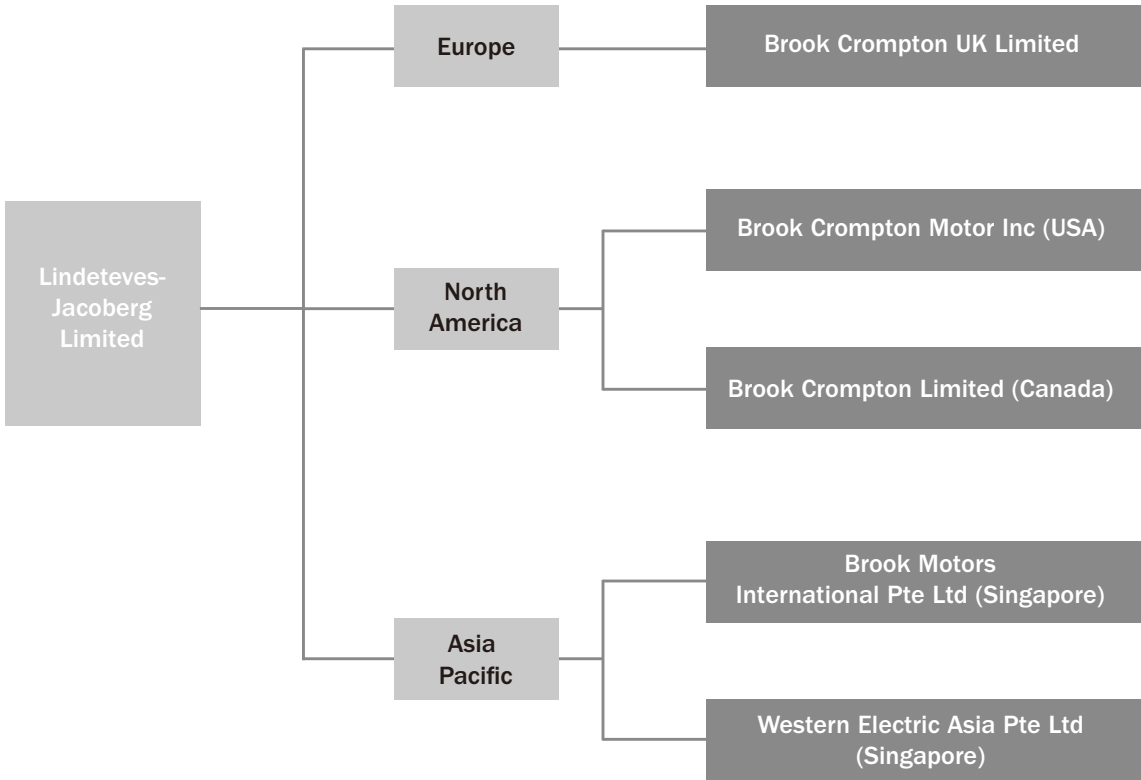 Lindeteves-
Jacoberg
Limited
Europe
Brook Crompton UK Limited
North
America
Brook Crompton Motor Inc (USA)
Brook Crompton Limited (Canada)
Asia
Pacific
Brook Motors
International Pte Ltd (Singapore)
Western Electric Asia Pte Ltd
(Singapore)